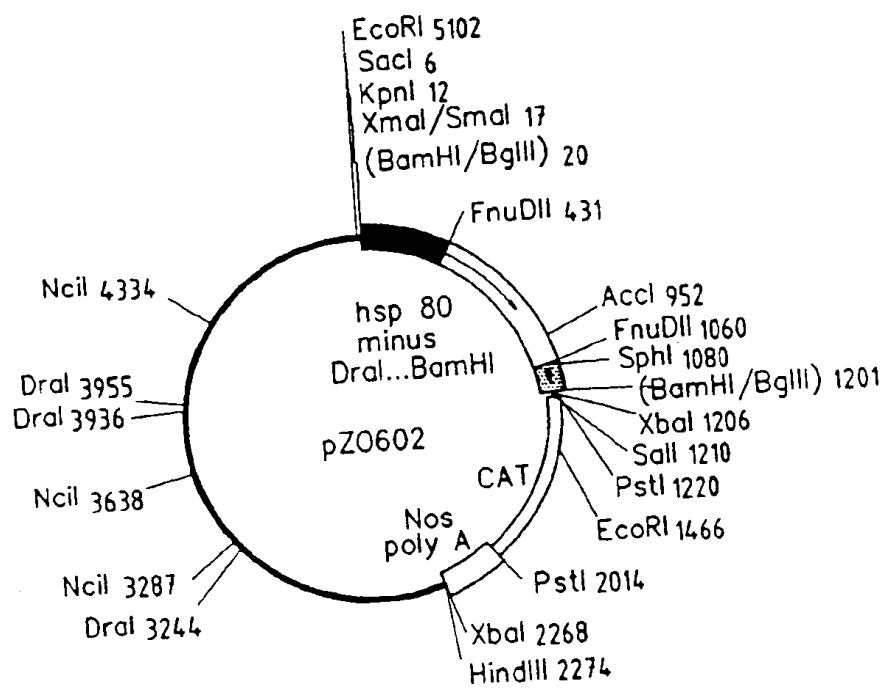 EcoRI 5102
SacI 6
KpnI 12
XmaI/SmaI 17
(BamHI/BglII) 20
FnuDII 431
AccI 952
FnuDII 1060
SphI 1080
(BamHI/BglII) 1201
XbaI 1206
SalI 1210
PstI 1220
EcoRI 1466
PstI 2014
XbaI 2268
HindIII 2274
DraI 3244
NciI 3287
NciI 3638
DraI 3936
DraI 3955
NciI 4334
hsp 80
minus
DraI...BamHI
pZO602
CAT
Nos
poly A